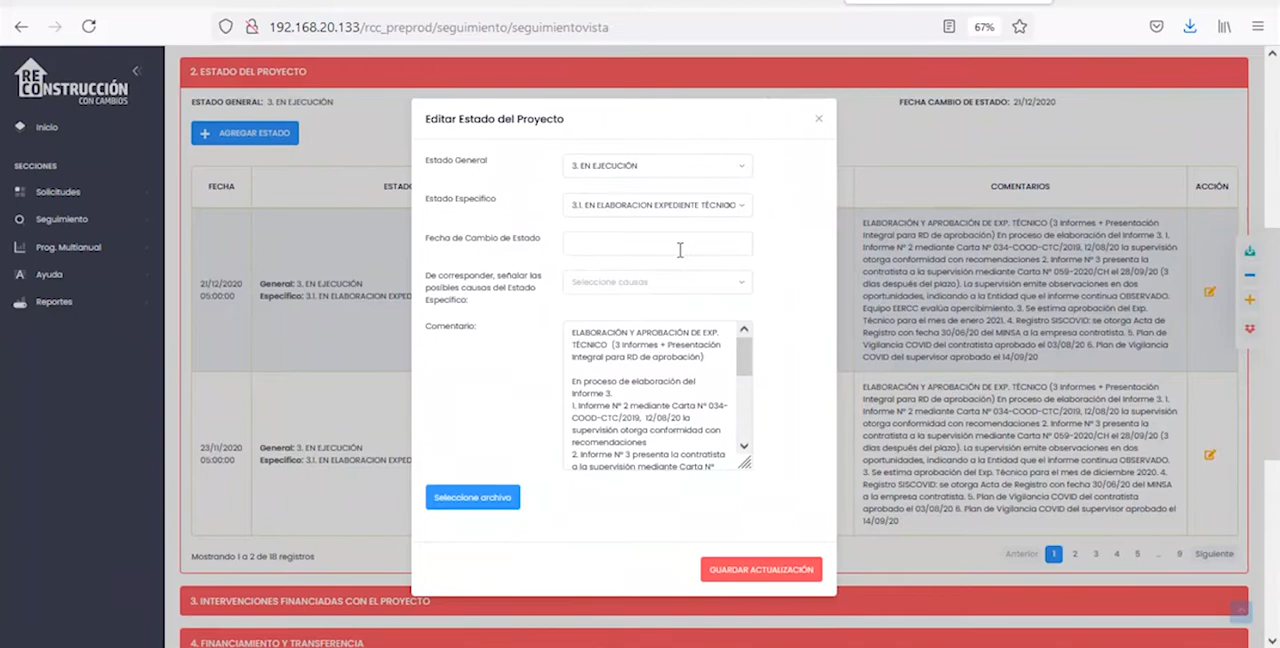 192.168.20.133/rcc_preprod/seguimiento/seguimientovista
67%
RE
CONSTRUCCIÓN
CON CAMBIOS
Inicio
SECCIONES
Solicitudes
Seguimiento
Prog. Multianual
Ayuda
Reportes
2. ESTADO DEL PROYECTO
ESTADO GENERAL: 3. EN EJECUCIÓN
FECHA CAMBIO DE ESTADO: 21/12/2020
AGREGAR ESTADO
FECHA
ESTADO
COMENTARIOS
ACCIÓN
21/12/2020
05:00:00
General: 3. EN EJECUCIÓN
Específico: 3.1. EN ELABORACION EXPED
ELABORACIÓN Y APROBACIÓN DE EXP. TÉCNICO (3 Informes + Presentación
Integral para RD de aprobación) En proceso de elaboración del Informe 3. 1.
Informe Nº 2 mediante Carta Nº 034-COOD-CTC/2019, 12/08/20 la supervisión
otorga conformidad con recomendaciones 2. Informe Nº 3 presenta la
contratista a la supervisión mediante Carta Nº 059-2020/CH el 28/09/20 (3
días después del plazo). La supervisión emite observaciones en dos
oportunidades, indicando a la Entidad que el informe continua OBSERVADO.
Equipo EERCC evalúa apercibimiento. 3. Se estima aprobación del Exp.
Técnico para el mes de enero 2021. 4. Registro SISCOVID: se otorga Acta de
Registro con fecha 30/06/20 del MINSA a la empresa contratista. 5. Plan de
Vigilancia COVID del contratista aprobado el 03/08/20 6. Plan de Vigilancia
COVID del supervisor aprobado el 14/09/20
23/11/2020
05:00:00
General: 3. EN EJECUCIÓN
Específico: 3.1. EN ELABORACION EXPED
ELABORACIÓN Y APROBACIÓN DE EXP. TÉCNICO (3 Informes + Presentación
Integral para RD de aprobación) En proceso de elaboración del Informe 3. 1.
Informe Nº 2 mediante Carta Nº 034-COOD-CTC/2019, 12/08/20 la supervisión
otorga conformidad con recomendaciones 2. Informe Nº 3 presenta la
contratista a la supervisión mediante Carta Nº 059-2020/CH el 28/09/20 (3
días después del plazo). La supervisión emite observaciones en dos
oportunidades, indicando a la Entidad que el informe continua OBSERVADO.
3. Se estima aprobación del Exp. Técnico para el mes de diciembre 2020. 4.
Registro SISCOVID: se otorga Acta de Registro con fecha 30/06/20 del MINSA
a la empresa contratista. 5. Plan de Vigilancia COVID del contratista
aprobado el 03/08/20 6. Plan de Vigilancia COVID del supervisor aprobado el
14/09/20
Mostrando 1 a 2 de 18 registros
Anterior 1 2 3 4 5 … 9 Siguiente
3. INTERVENCIONES FINANCIADAS CON EL PROYECTO
4. FINANCIAMIENTO Y TRANSFERENCIA
Editar Estado del Proyecto
×
Estado General
3. EN EJECUCIÓN
Estado Específico
3.1. EN ELABORACION EXPEDIENTE TÉCNICO
Fecha de Cambio de Estado
De corresponder, señalar las
posibles causas del Estado
Específico:
Seleccione causas
Comentario:
ELABORACIÓN Y APROBACIÓN DE EXP.
TÉCNICO (3 Informes + Presentación
Integral para RD de aprobación)
En proceso de elaboración del
Informe 3.
1. Informe Nº 2 mediante Carta Nº 034-
COOD-CTC/2019, 12/08/20 la
supervisión otorga conformidad con
recomendaciones
2. Informe Nº 3 presenta la contratista
a la supervisión mediante Carta Nº
Seleccione archivo
GUARDAR ACTUALIZACIÓN